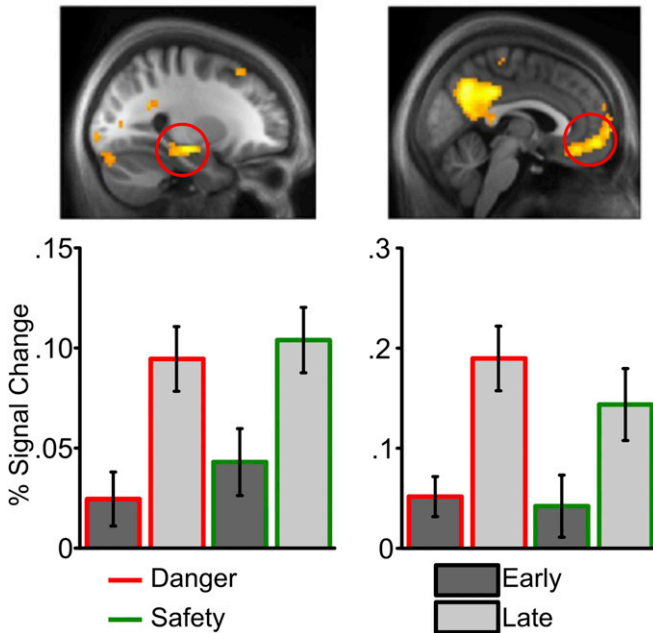 % Signal Change
.15
.10
.05
0
.3
.2
.1
0
Danger
Safety
Early
Late